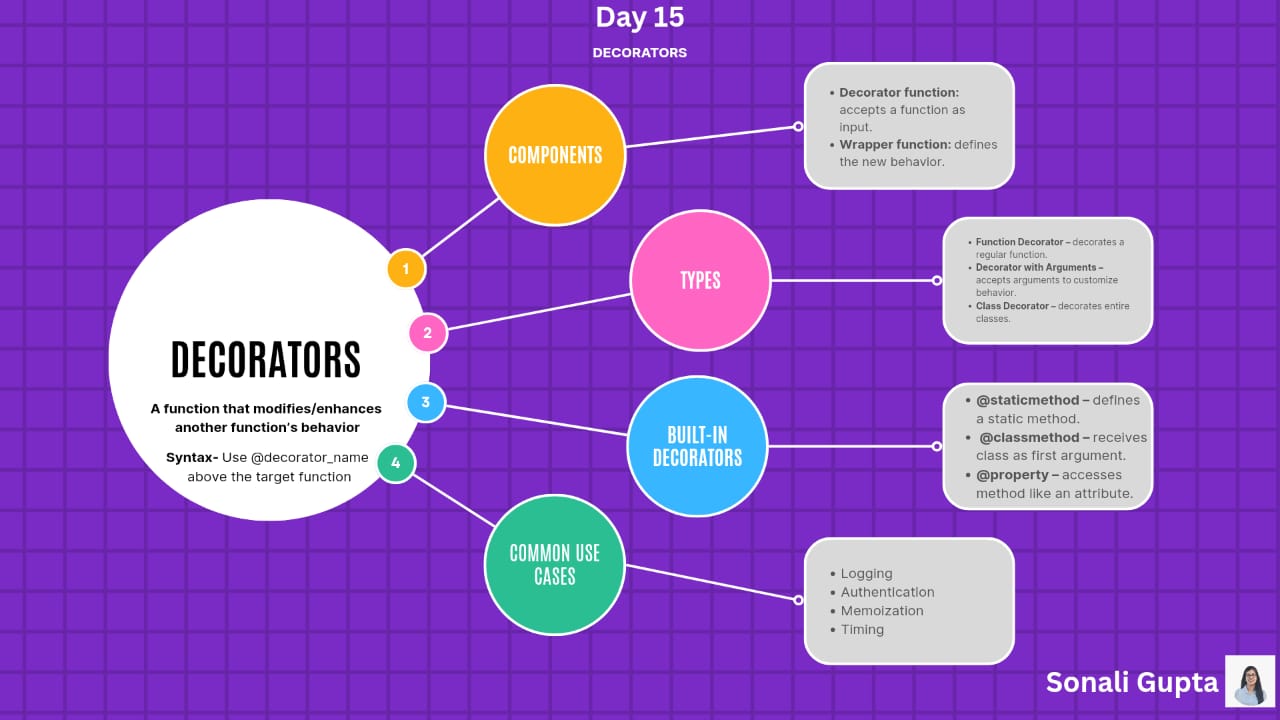 Day 15
DECORATORS
DECORATORS
A function that modifies/enhances
another function's behavior
Syntax- Use @decorator_name
above the target function
1
COMPONENTS
• Decorator function:
accepts a function as
input.
• Wrapper function: defines
the new behavior.
2
TYPES
• Function Decorator – decorates a
regular function.
• Decorator with Arguments –
accepts arguments to customize
behavior.
• Class Decorator – decorates entire
classes.
3
BUILT-IN
DECORATORS
• @staticmethod – defines
a static method.
• @classmethod – receives
class as first argument.
• @property – accesses
method like an attribute.
4
COMMON USE
CASES
• Logging
• Authentication
• Memoization
• Timing
Sonali Gupta